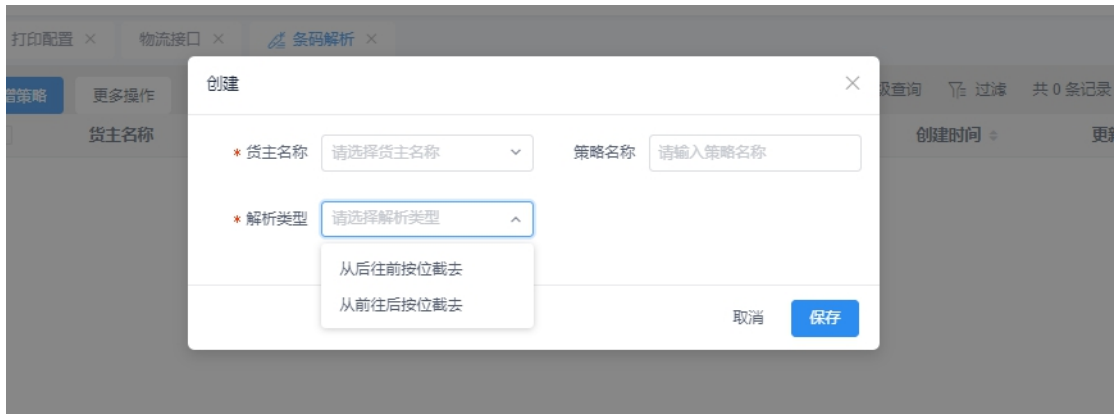 打印配置
物流接口
条码解析
增策略
更多操作
级查询
过滤
共 0 条记录
货主名称
创建时间
更新
创建
* 货主名称
请选择货主名称
策略名称
请输入策略名称
* 解析类型
请选择解析类型
从后往前按位截去
从前往后按位截去
取消
保存